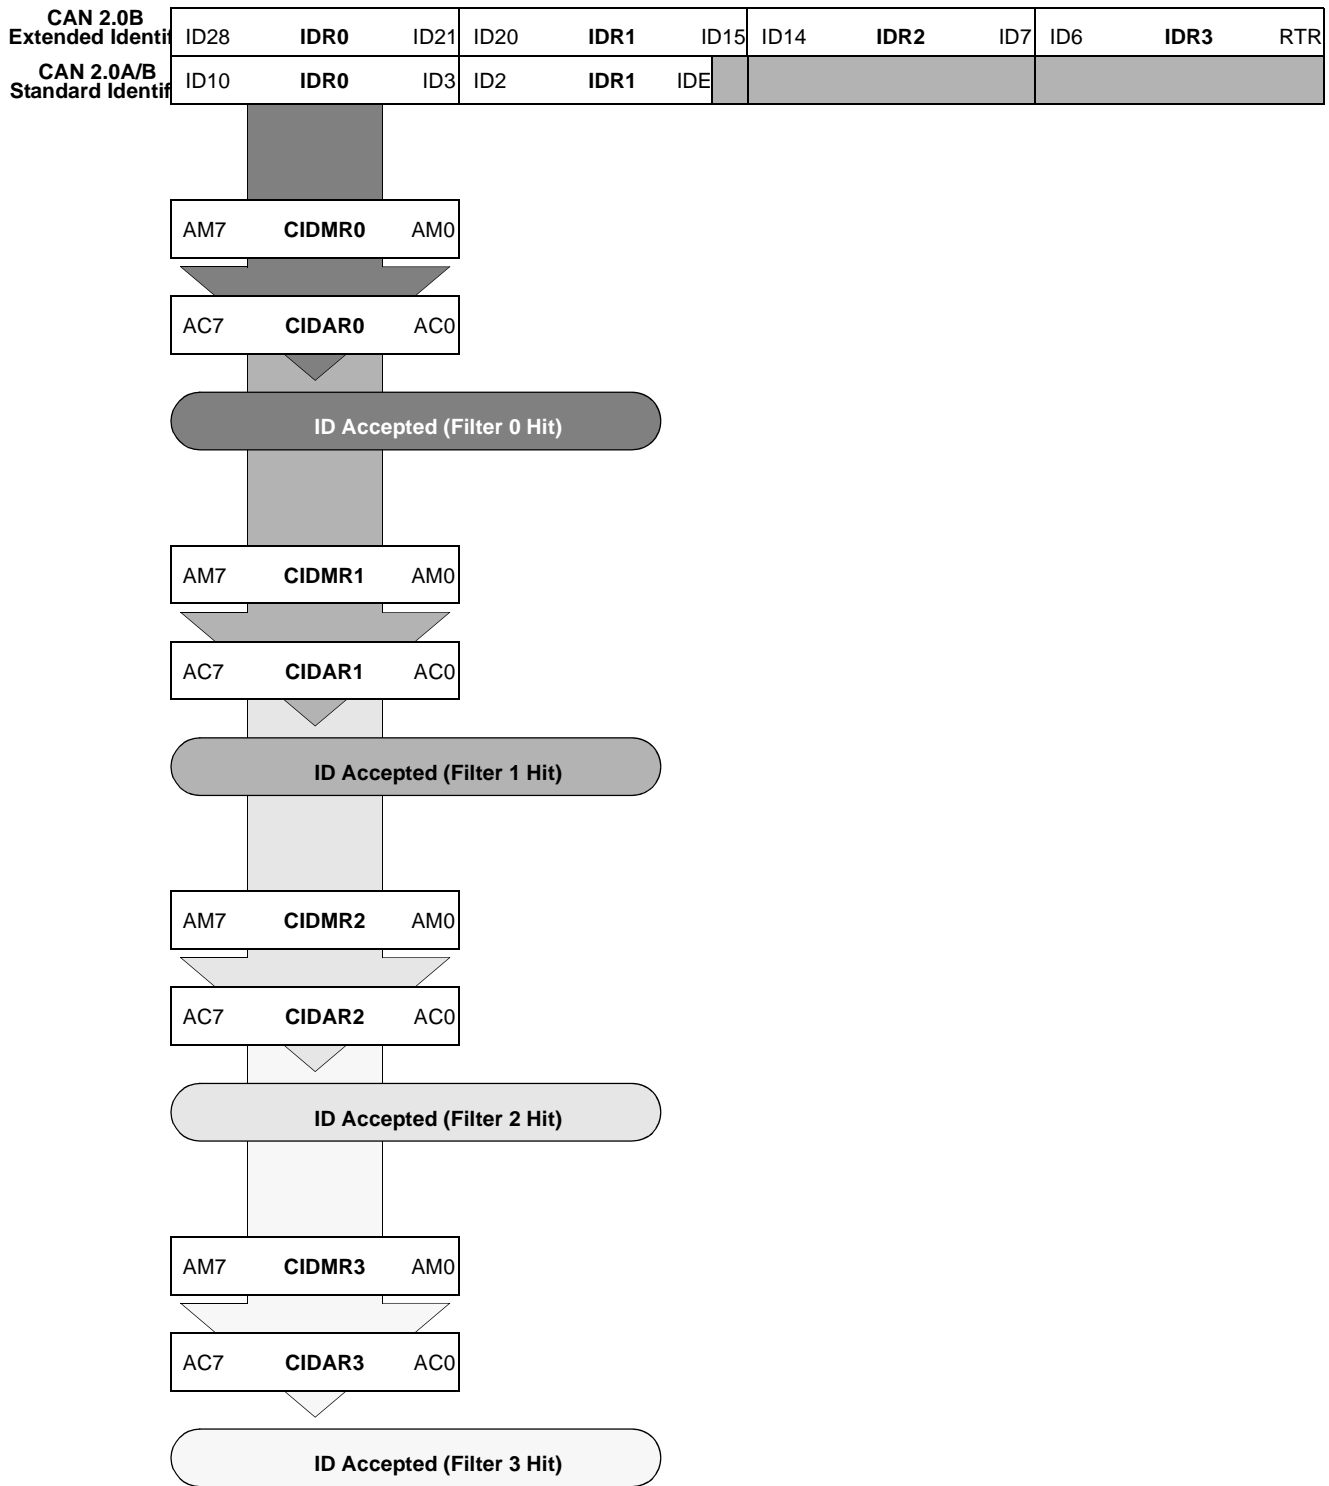 CAN 2.0B
Extended Identif
ID28 IDR0 ID21 ID20 IDR1 ID15 ID14 IDR2 ID7 ID6 IDR3 RTR
CAN 2.0A/B
Standard Identif
ID10 IDR0 ID3 ID2 IDR1 IDE
AM7 CIDMR0 AM0
AC7 CIDAR0 AC0
ID Accepted (Filter 0 Hit)
AM7 CIDMR1 AM0
AC7 CIDAR1 AC0
ID Accepted (Filter 1 Hit)
AM7 CIDMR2 AM0
AC7 CIDAR2 AC0
ID Accepted (Filter 2 Hit)
AM7 CIDMR3 AM0
AC7 CIDAR3 AC0
ID Accepted (Filter 3 Hit)